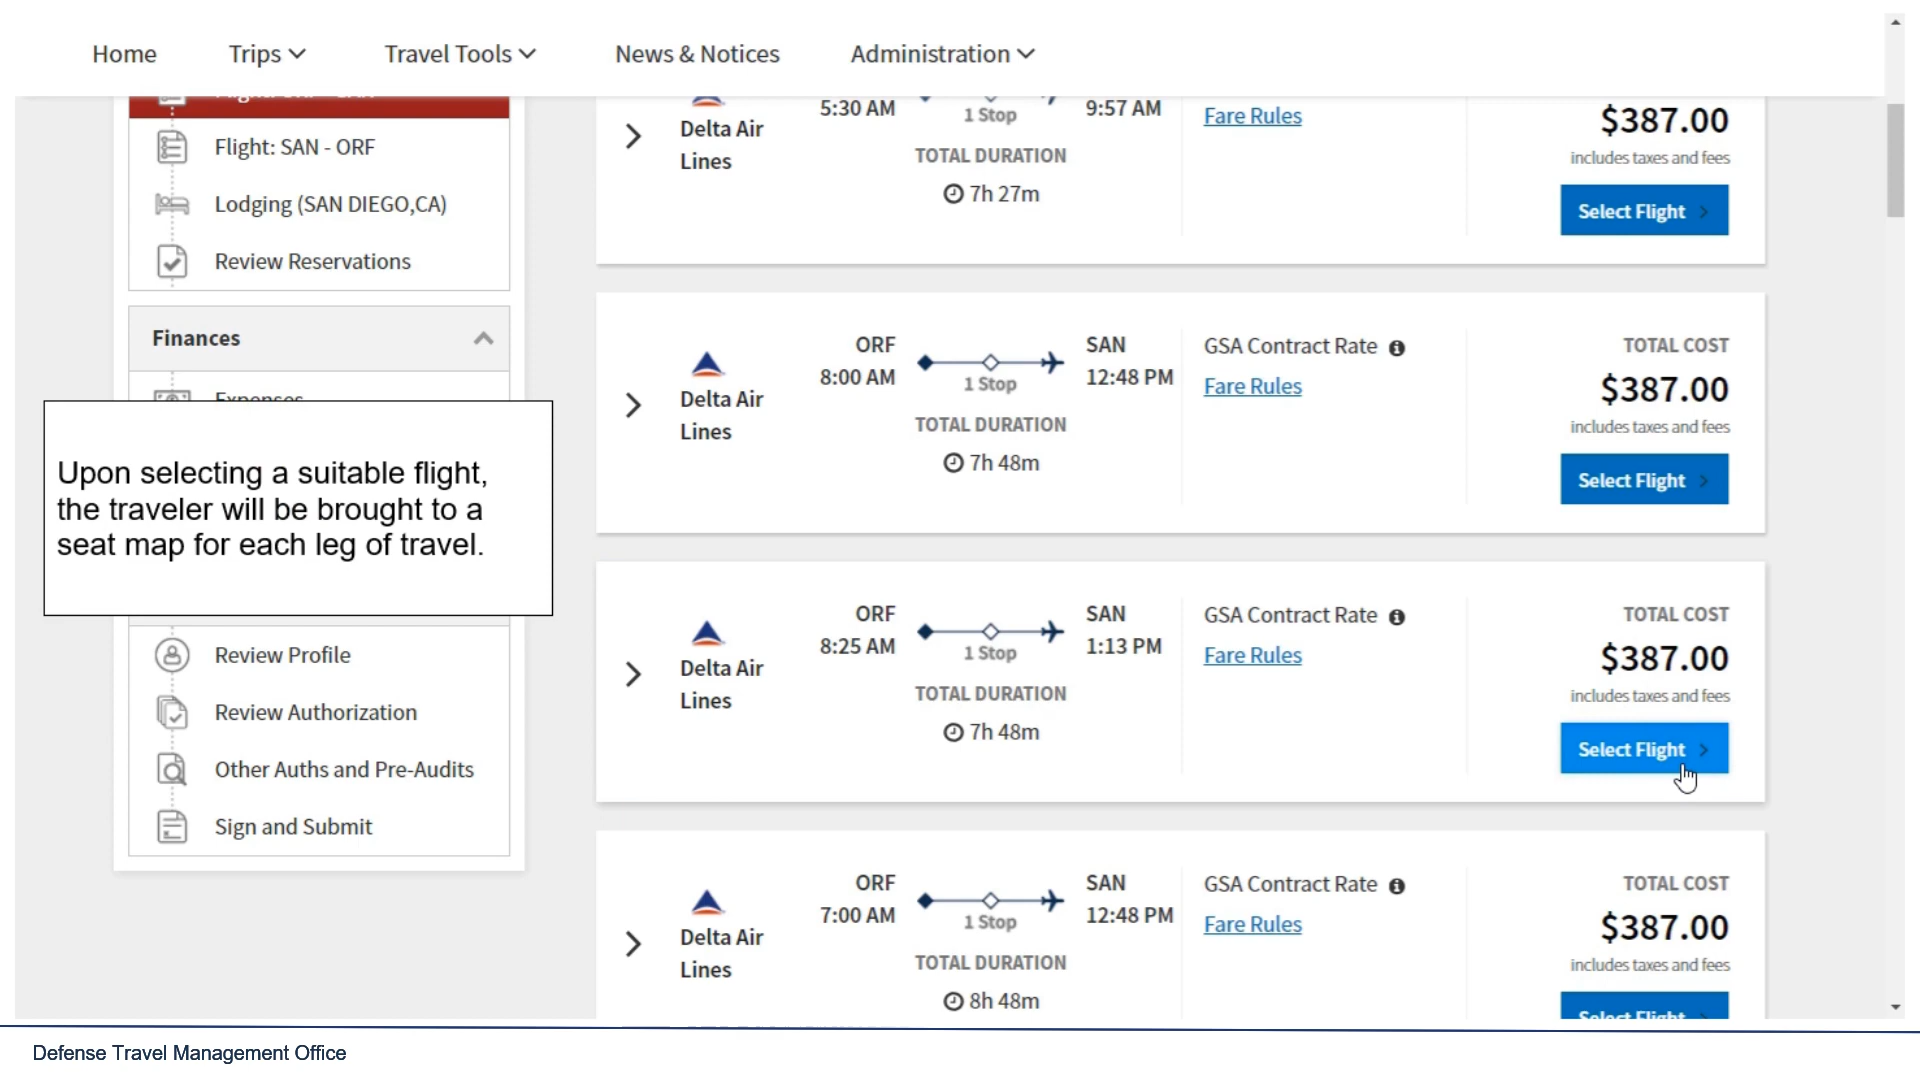 Home Trips Travel Tools News & Notices Administration
Flight: SAN - ORF
Lodging (SAN DIEGO,CA)
Review Reservations
Finances
Expenses
Upon selecting a suitable flight,
the traveler will be brought to a
seat map for each leg of travel.
Review Profile
Review Authorization
Other Auths and Pre-Audits
Sign and Submit
Delta Air
Lines
5:30 AM
1 Stop
9:57 AM
TOTAL DURATION
7h 27m
Fare Rules
$387.00
includes taxes and fees
Select Flight
Delta Air
Lines
ORF
8:00 AM
1 Stop
SAN
12:48 PM
TOTAL DURATION
7h 48m
GSA Contract Rate
Fare Rules
TOTAL COST
$387.00
includes taxes and fees
Select Flight
Delta Air
Lines
ORF
8:25 AM
1 Stop
SAN
1:13 PM
TOTAL DURATION
7h 48m
GSA Contract Rate
Fare Rules
TOTAL COST
$387.00
includes taxes and fees
Select Flight
Delta Air
Lines
ORF
7:00 AM
1 Stop
SAN
12:48 PM
TOTAL DURATION
8h 48m
GSA Contract Rate
Fare Rules
TOTAL COST
$387.00
includes taxes and fees
Select Flight
Defense Travel Management Office